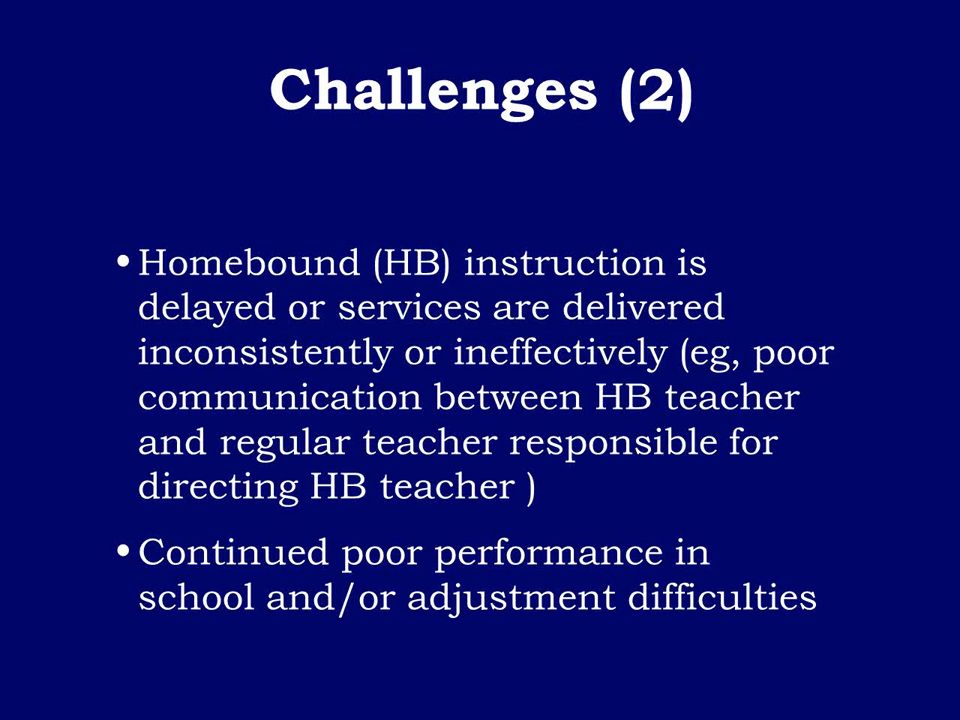 Challenges (2)
• Homebound (HB) instruction is
delayed or services are delivered
inconsistently or ineffectively (eg, poor
communication between HB teacher
and regular teacher responsible for
directing HB teacher )
• Continued poor performance in
school and/or adjustment difficulties